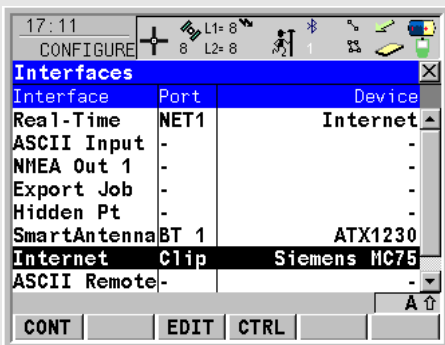 17:11 L1= 8
CONFIGURE 8 L2= 8 1
Interfaces
Interface Port Device
Real-Time NET1 Internet
ASCII Input - -
NMEA Out 1 - -
Export Job - -
Hidden Pt - -
SmartAntenna BT 1 ATX1230
Internet Clip Siemens MC75
ASCII Remote - -
A
CONT EDIT CTRL